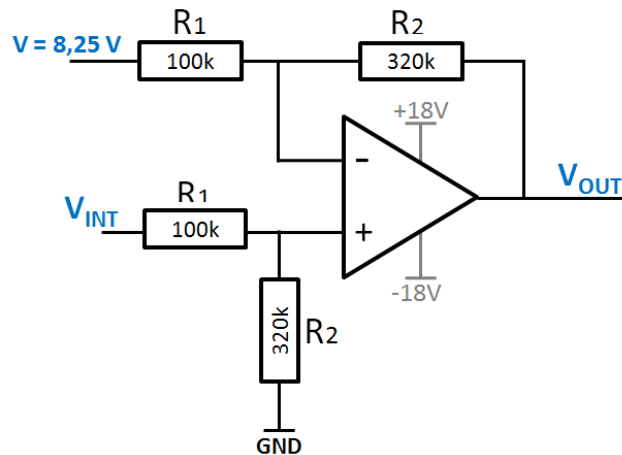 R1
R2
V = 8,25 V
100k
320k
+18V
-
VOUT
R1
VINT
100k
+
-18V
320k
R2
GND